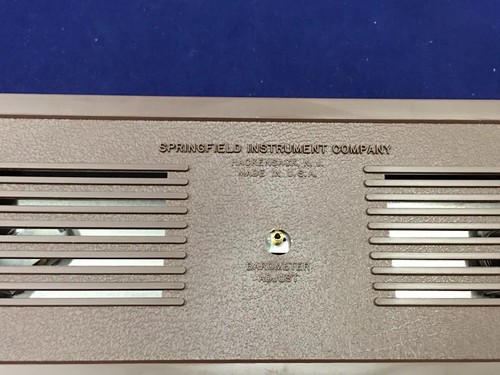 SPRINGFIELD INSTRUMENT COMPANY
HACKENSACK, N. J.
MADE IN U.S.A.
BAROMETER
ADJUST